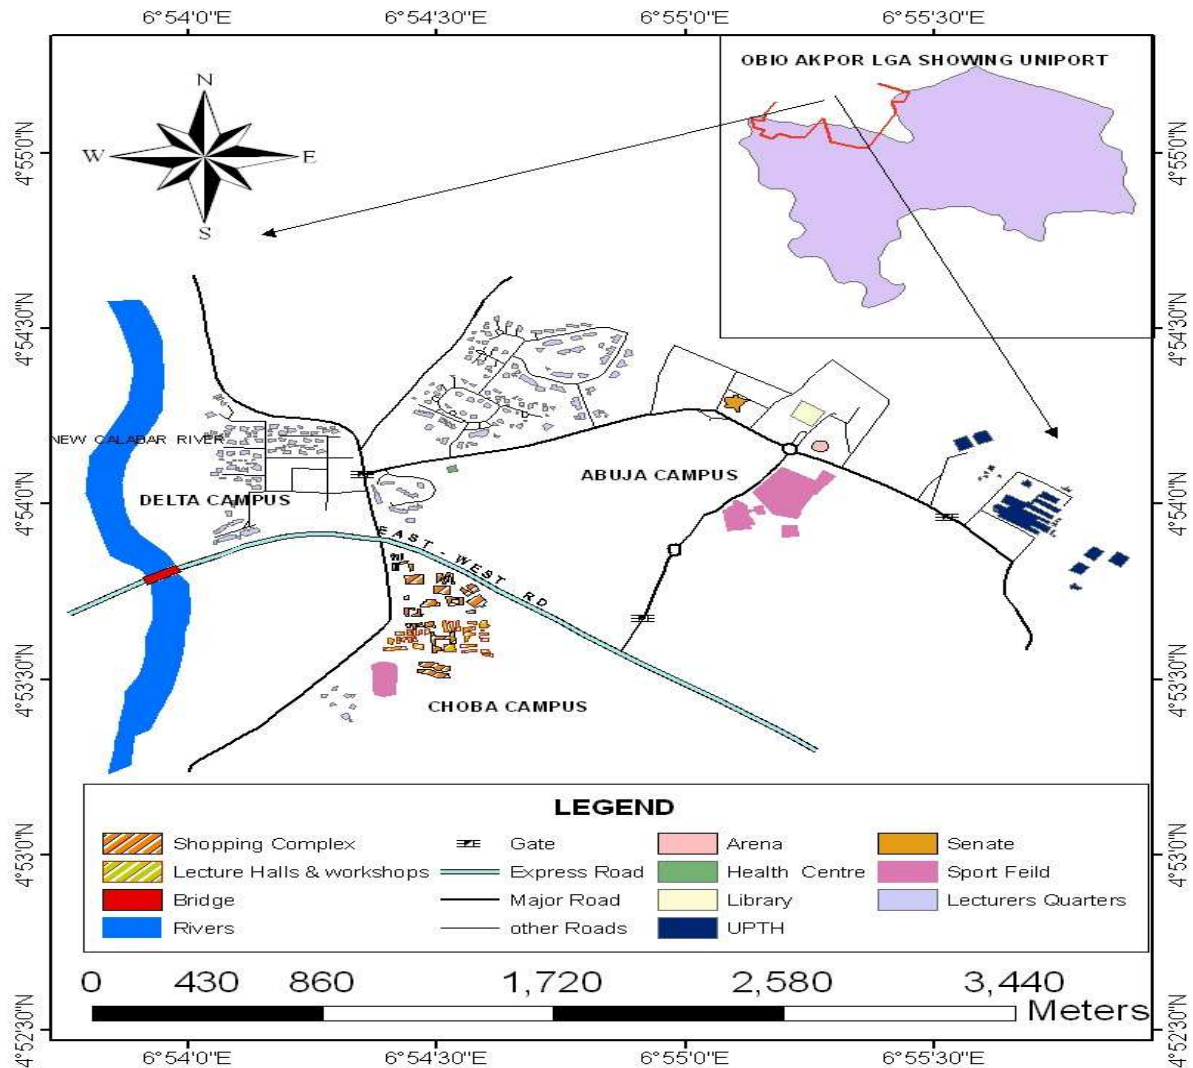 6°54'0"E 6°54'30"E 6°55'0"E 6°55'30"E
OBIO AKPOR LGA SHOWING UNIPORT
N
W E
S
4°55'0"N 4°55'0"N
4°54'30"N 4°54'30"N
NEW CALABAR RIVER
DELTA CAMPUS
ABUJA CAMPUS
4°54'0"N 4°54'0"N
EAST - WEST RD
4°53'30"N 4°53'30"N
CHOBA CAMPUS
LEGEND
Shopping Complex Gate Arena Senate
Lecture Halls & workshops Express Road Health Centre Sport Feild
Bridge Major Road Library Lecturers Quarters
Rivers other Roads UPTH
4°53'0"N 4°53'0"N
0 430 860 1,720 2,580 3,440
Meters
4°52'30"N 4°52'30"N
6°54'0"E 6°54'30"E 6°55'0"E 6°55'30"E